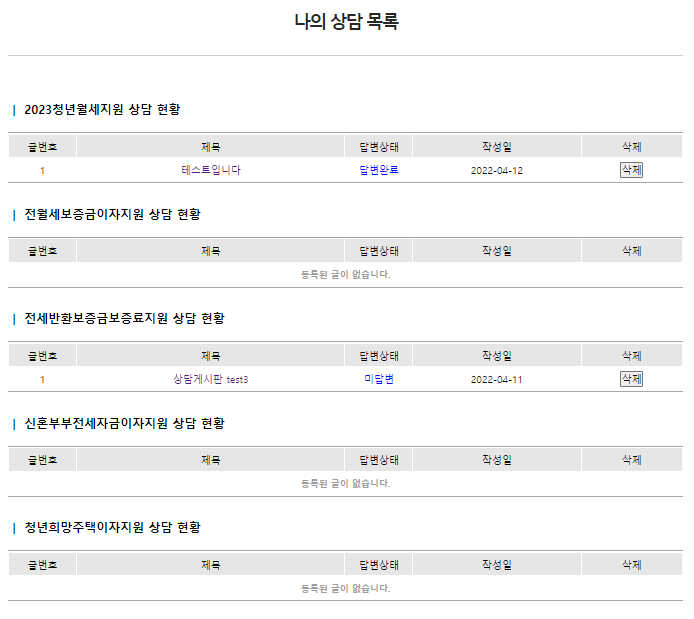 나의 상담 목록
2023청년월세지원 상담 현황
글번호 제목 답변상태 작성일 삭제
1 테스트입니다 답변완료 2022-04-12 삭제
전월세보증금이자지원 상담 현황
글번호 제목 답변상태 작성일 삭제
등록된 글이 없습니다.
전세반환보증금보증료지원 상담 현황
글번호 제목 답변상태 작성일 삭제
1 상담게시판 test3 미답변 2022-04-11 삭제
신혼부부전세자금이자지원 상담 현황
글번호 제목 답변상태 작성일 삭제
등록된 글이 없습니다.
청년희망주택이자지원 상담 현황
글번호 제목 답변상태 작성일 삭제
등록된 글이 없습니다.